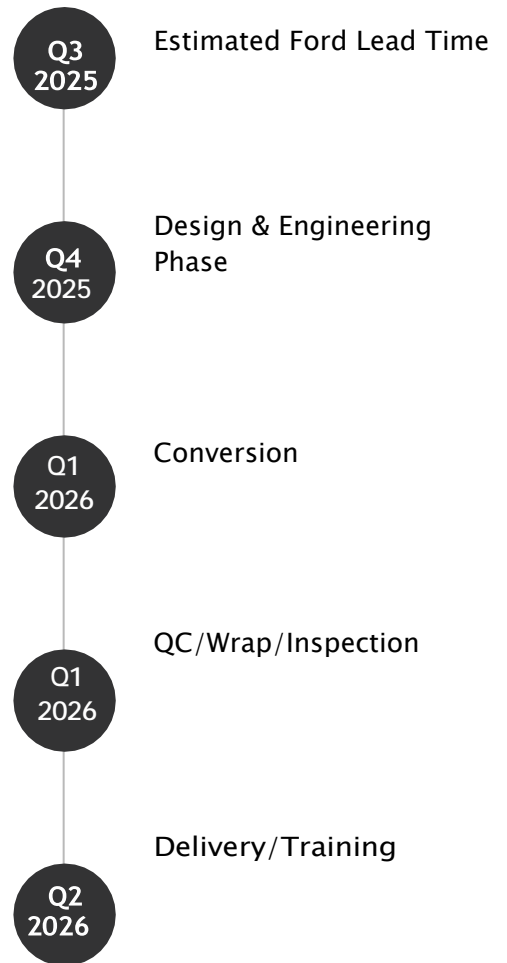 Q3
2025
Estimated Ford Lead Time
Q4
2025
Design & Engineering
Phase
Q1
2026
Conversion
Q1
2026
QC/Wrap/Inspection
Q2
2026
Delivery/Training